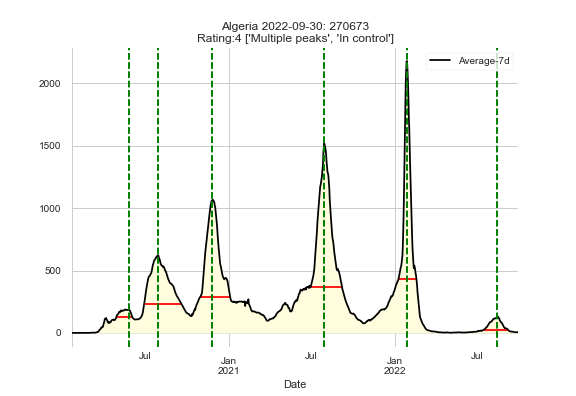 Algeria 2022-09-30: 270673
Rating:4 ['Multiple peaks', 'In control']
Average-7d
2000
1500
1000
500
0
Jul
Jan
2021
Jul
Jan
2022
Jul
Date